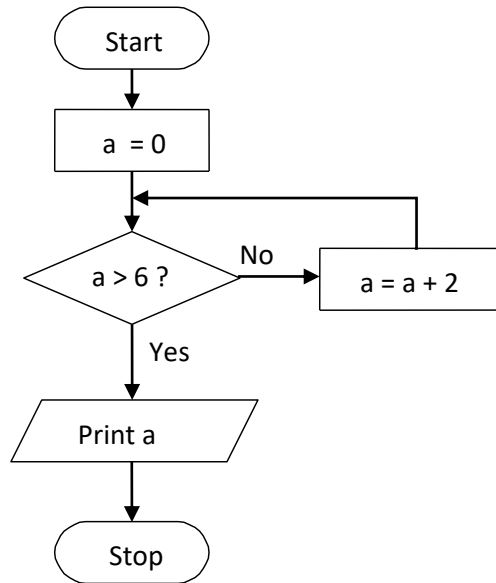 Start
a = 0
a > 6 ?
No
a = a + 2
Yes
Print a
Stop